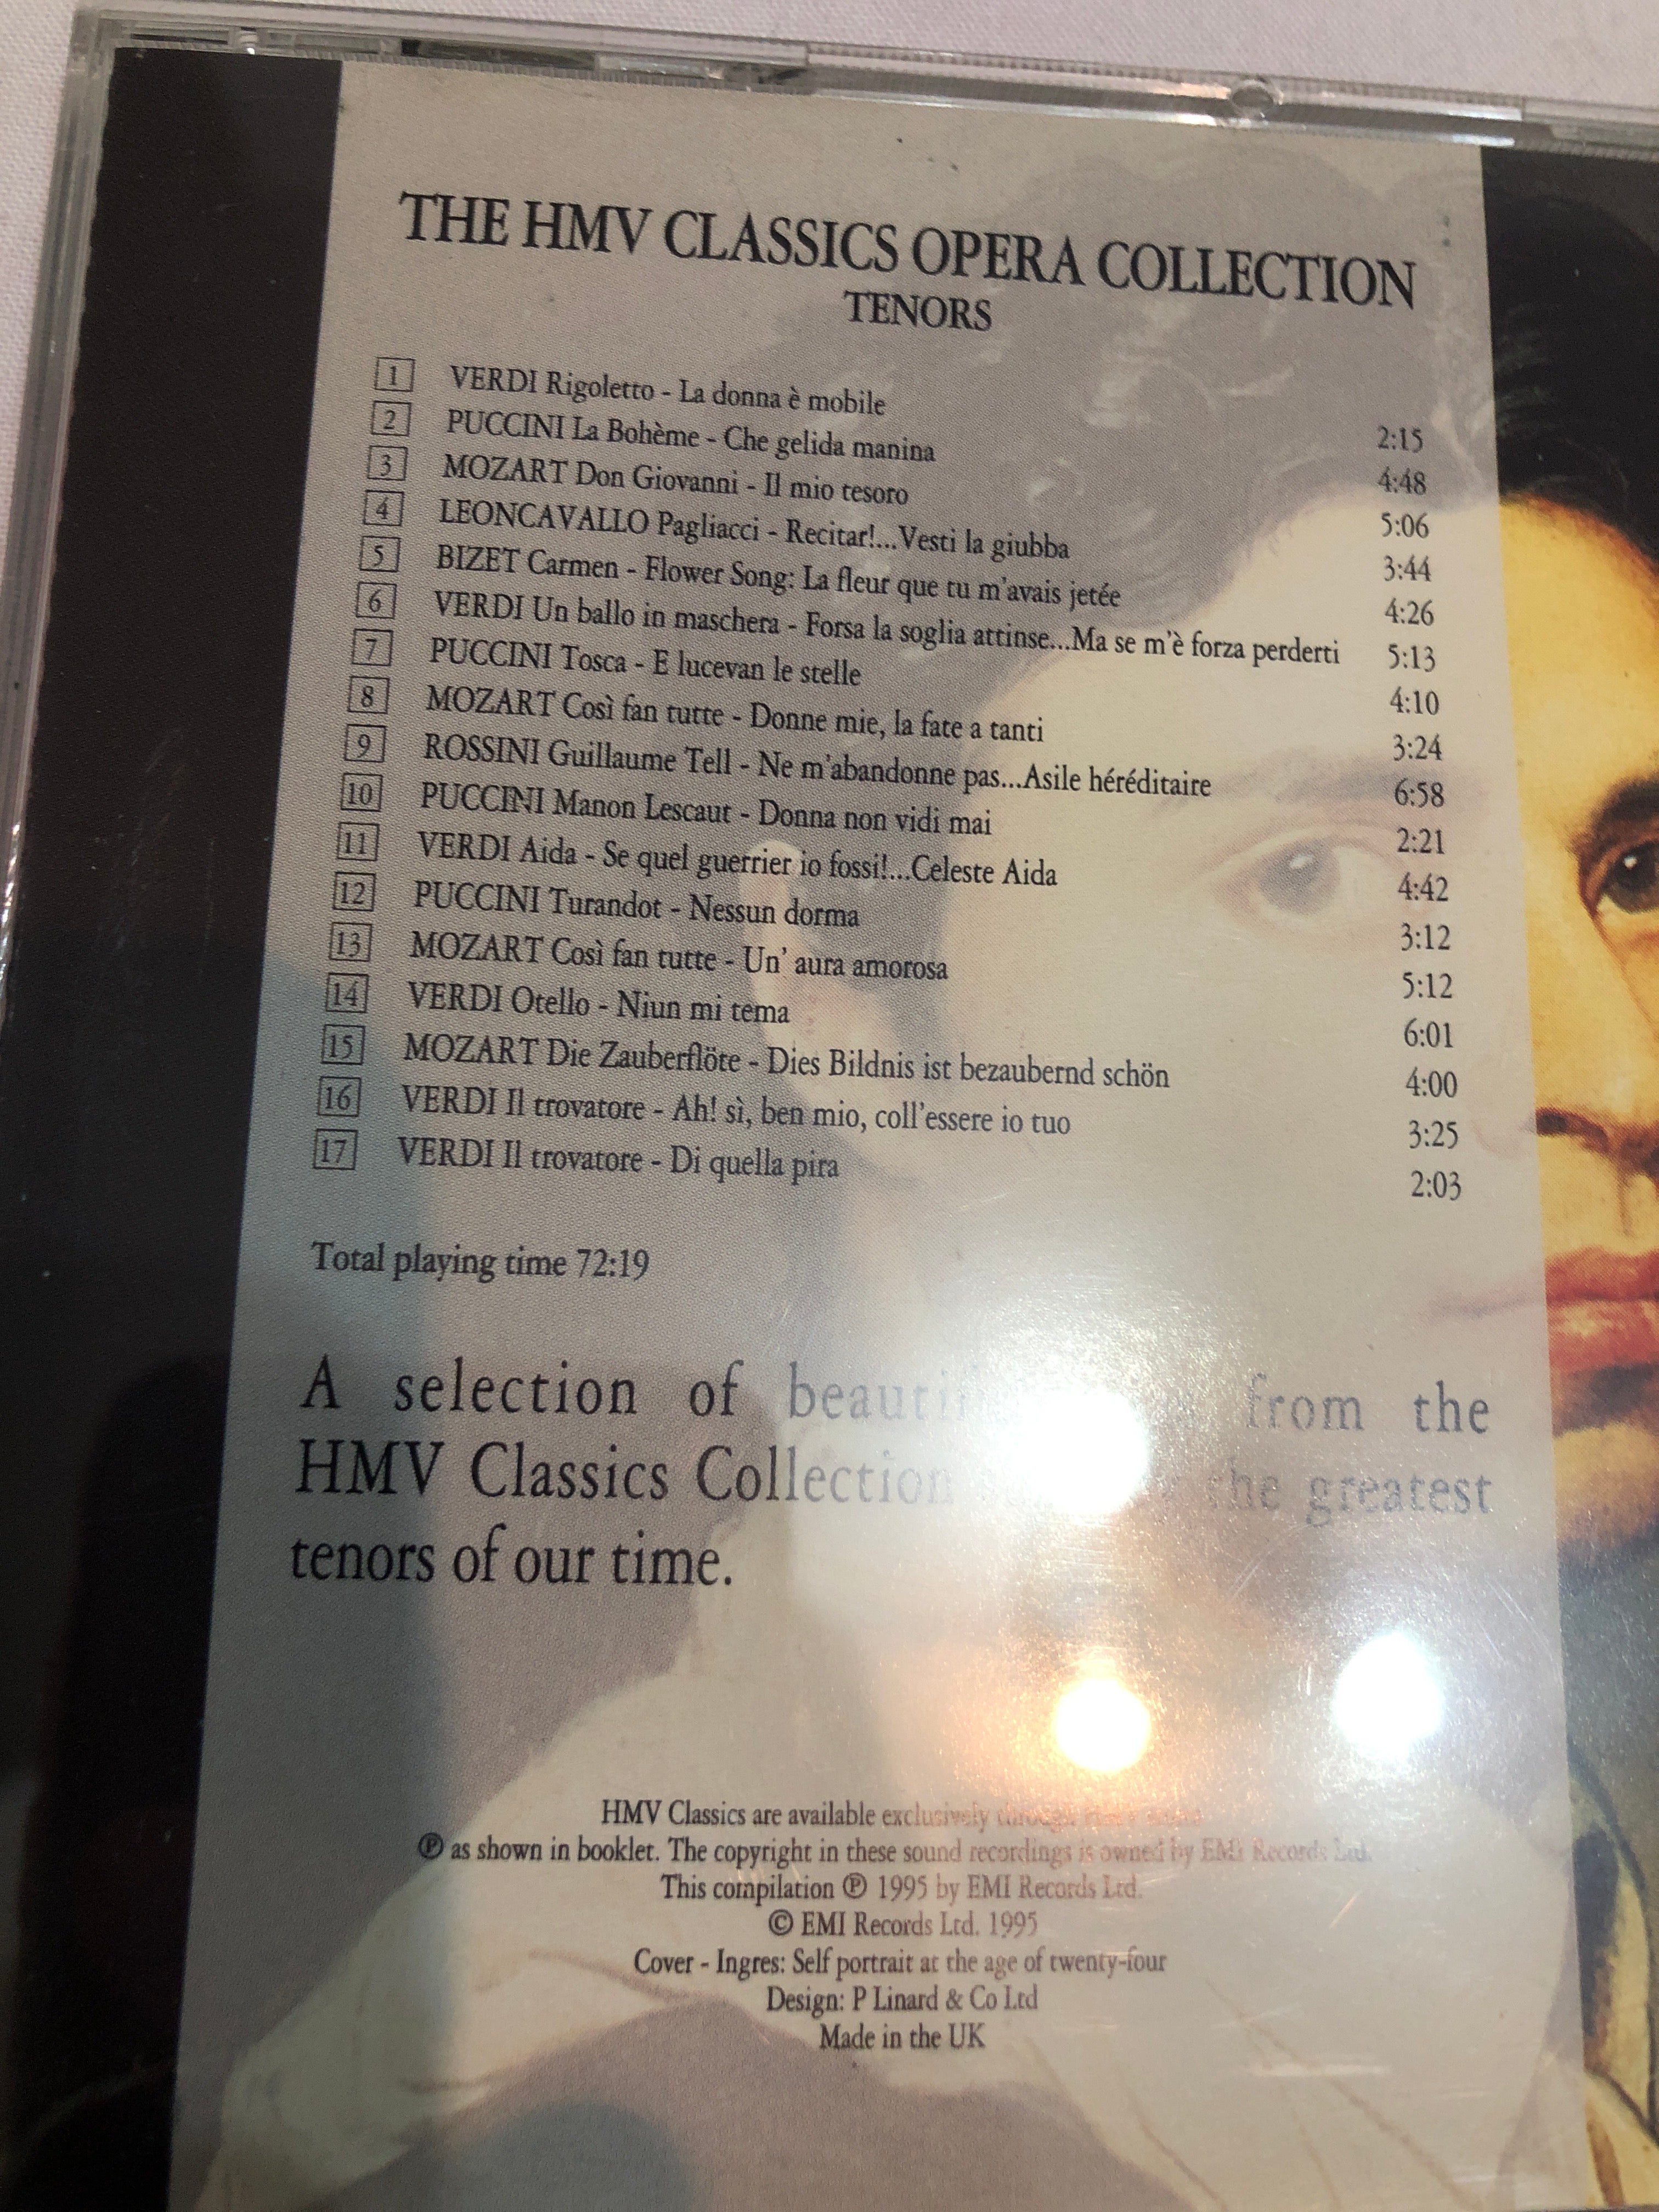 THE HMV CLASSICS OPERA COLLECTION
TENORS
1 VERDI Rigoletto - La donna è mobile 2:15
2 PUCCINI La Bohème - Che gelida manina 4:48
3 MOZART Don Giovanni - Il mio tesoro 5:06
4 LEONCAVALLO Pagliacci - Recitar!...Vesti la giubba 3:44
5 BIZET Carmen - Flower Song: La fleur que tu m'avais jetée 4:26
6 VERDI Un ballo in maschera - Forsa la soglia attinse...Ma se m'è forza perderti 5:13
7 PUCCINI Tosca - E lucevan le stelle 4:10
8 MOZART Così fan tutte - Donne mie, la fate a tanti 3:24
9 ROSSINI Guillaume Tell - Ne m'abandonne pas...Asile héréditaire 6:58
10 PUCCINI Manon Lescaut - Donna non vidi mai 2:21
11 VERDI Aida - Se quel guerrier io fossi!...Celeste Aida 4:42
12 PUCCINI Turandot - Nessun dorma 3:12
13 MOZART Così fan tutte - Un' aura amorosa 5:12
14 VERDI Otello - Niun mi tema 6:01
15 MOZART Die Zauberflöte - Dies Bildnis ist bezaubernd schön 4:00
16 VERDI Il trovatore - Ah! sì, ben mio, coll'essere io tuo 3:25
17 VERDI Il trovatore - Di quella pira 2:03
Total playing time 72:19
A selection of from the
HMV Classics Collection the greatest
tenors of our time.
HMV Classics are available exclusively through
℗ as shown in booklet. The copyright in these sound recordings is owned by EMI Records Ltd.
This compilation ℗ 1995 by EMI Records Ltd.
© EMI Records Ltd. 1995
Cover - Ingres: Self portrait at the age of twenty-four
Design: P Linard & Co Ltd
Made in the UK